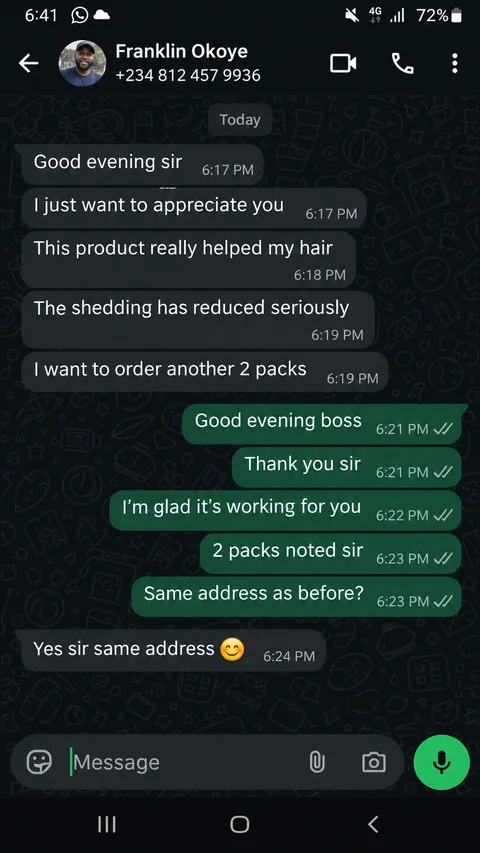 6:41 4G 72%
Franklin Okoye
+234 812 457 9936
Today
Good evening sir 6:17 PM
I just want to appreciate you 6:17 PM
This product really helped my hair
6:18 PM
The shedding has reduced seriously
6:19 PM
I want to order another 2 packs 6:19 PM
Good evening boss 6:21 PM
Thank you sir 6:21 PM
I’m glad it’s working for you 6:22 PM
2 packs noted sir 6:23 PM
Same address as before? 6:23 PM
Yes sir same address 😊 6:24 PM
Message